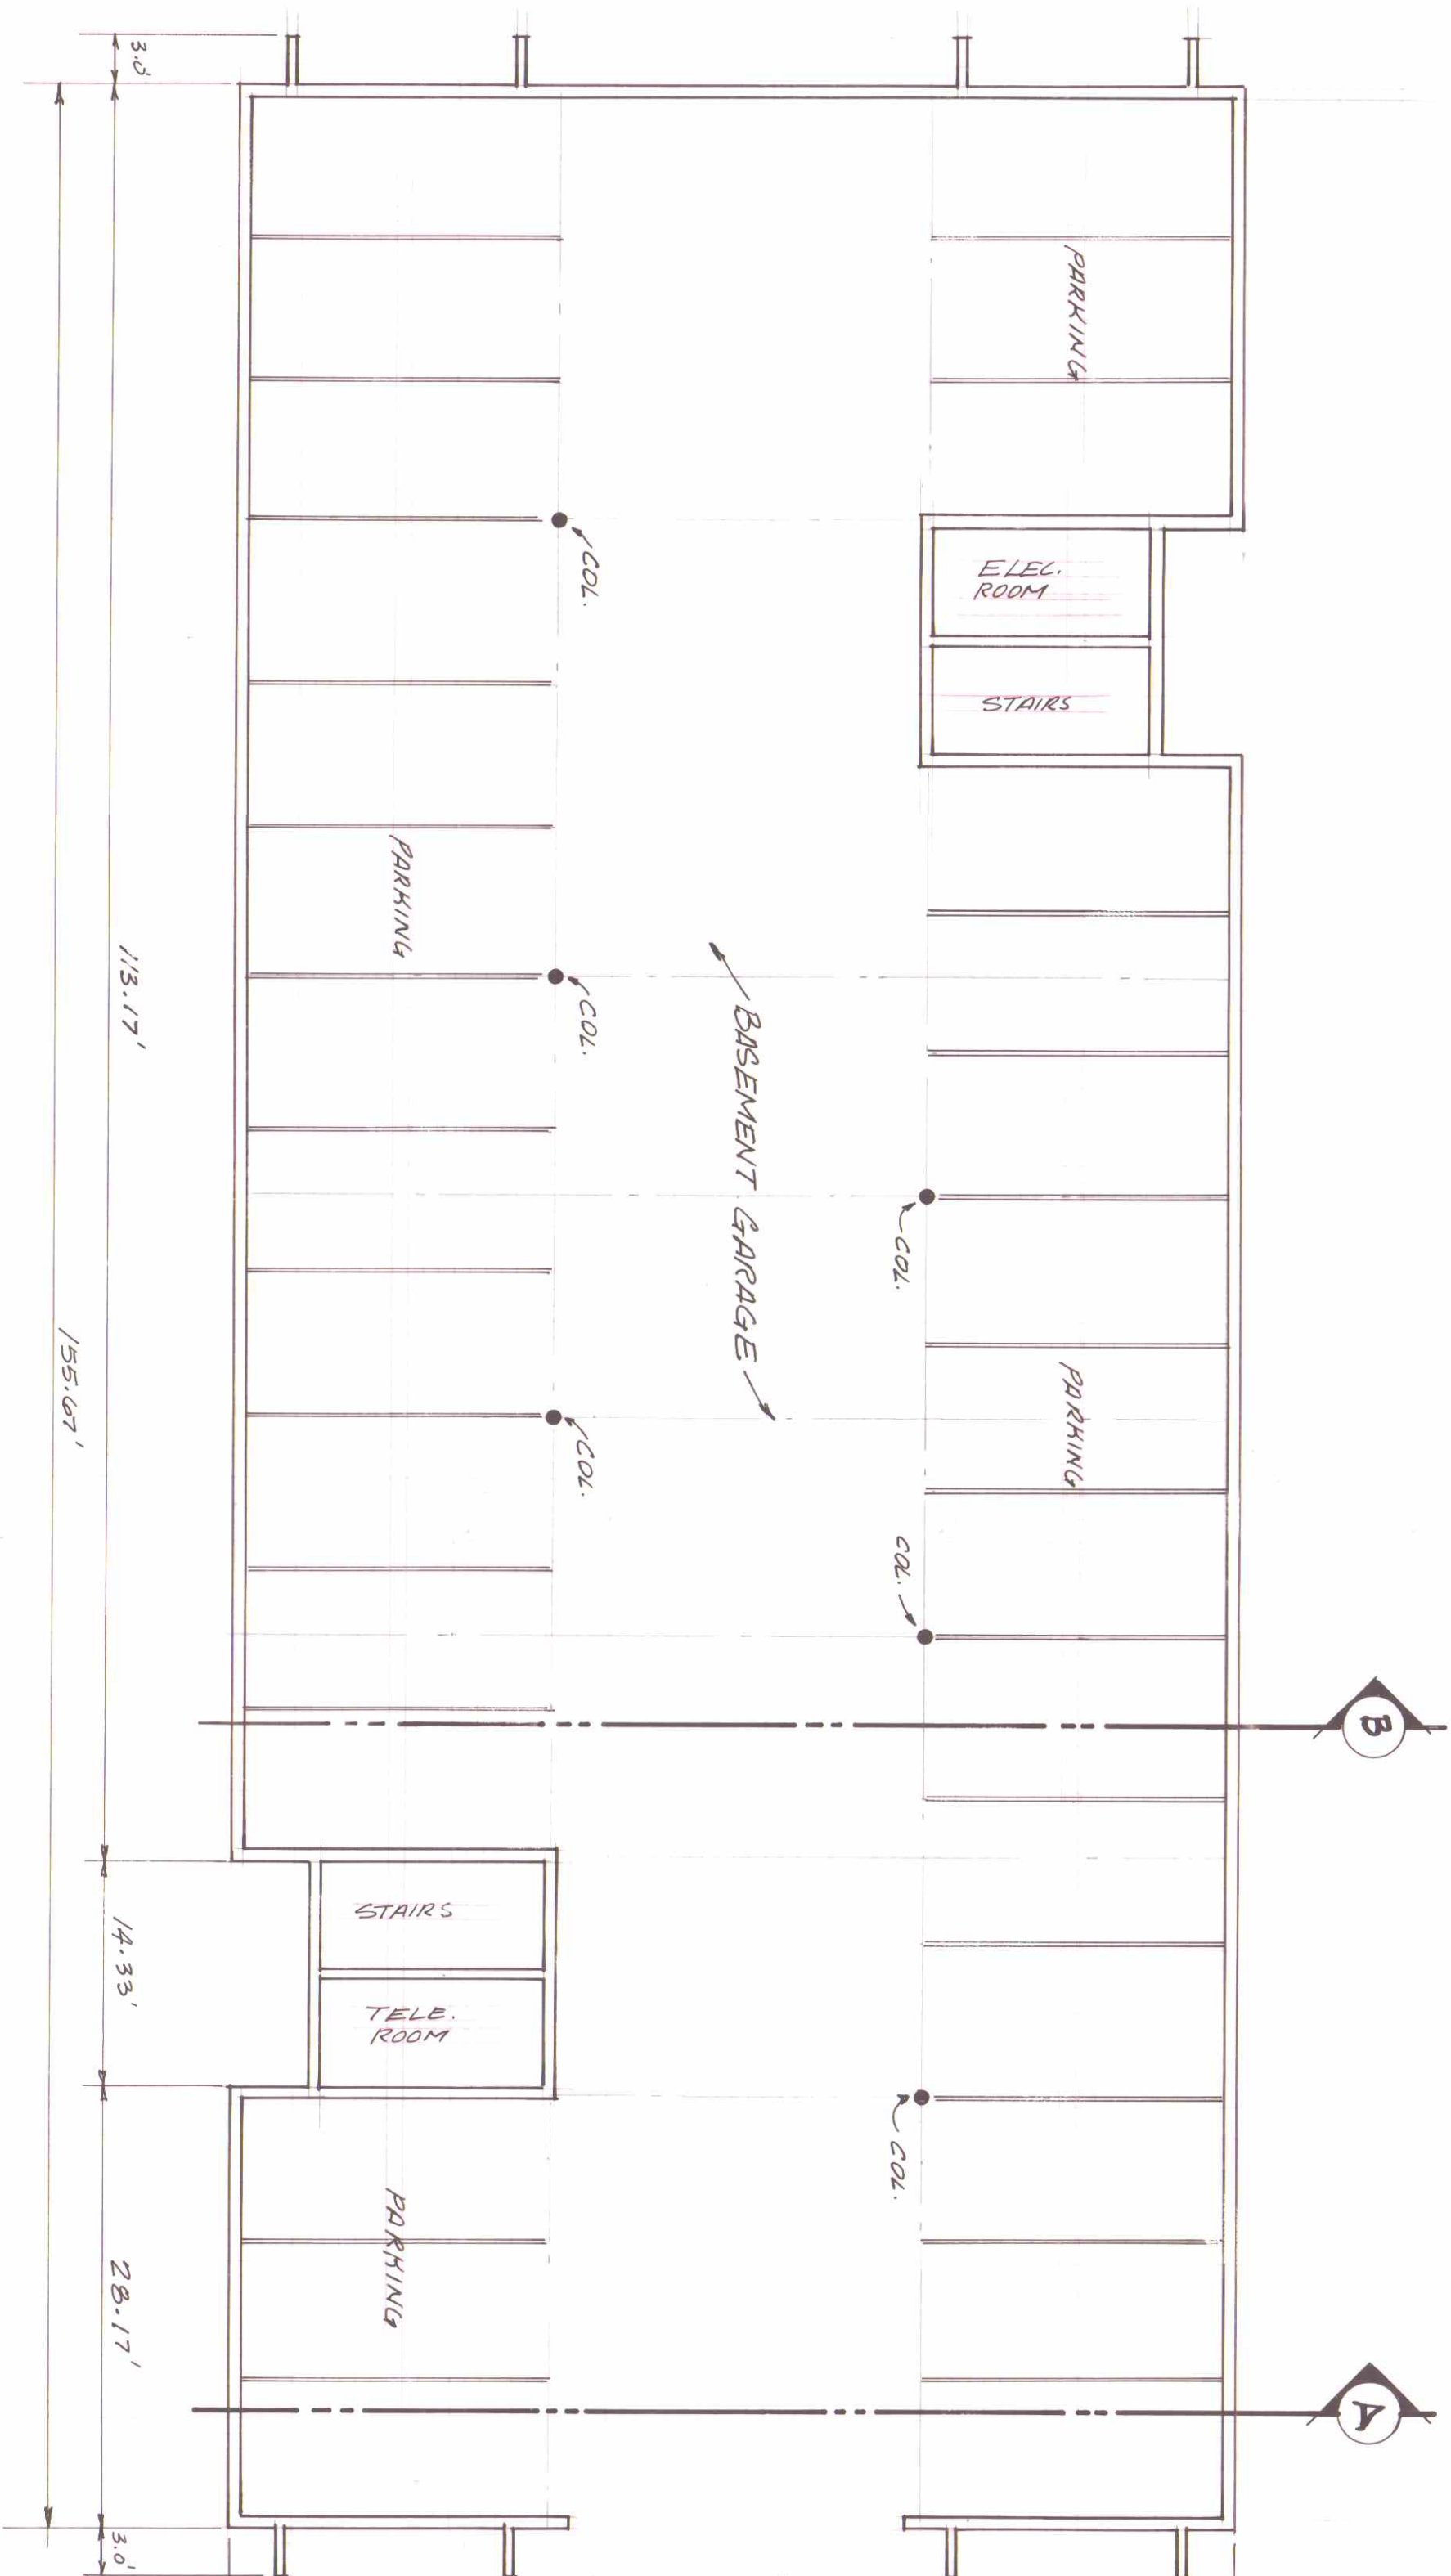 3.0'
PARKING
ELEC.
ROOM
COL.
STAIRS
PARKING
COL.
113.17'
BASEMENT GARAGE
COL.
155.67'
PARKING
COL.
COL.
B
STAIRS
14.33'
TELE.
ROOM
COL.
PARKING
28.17'
A
3.0'